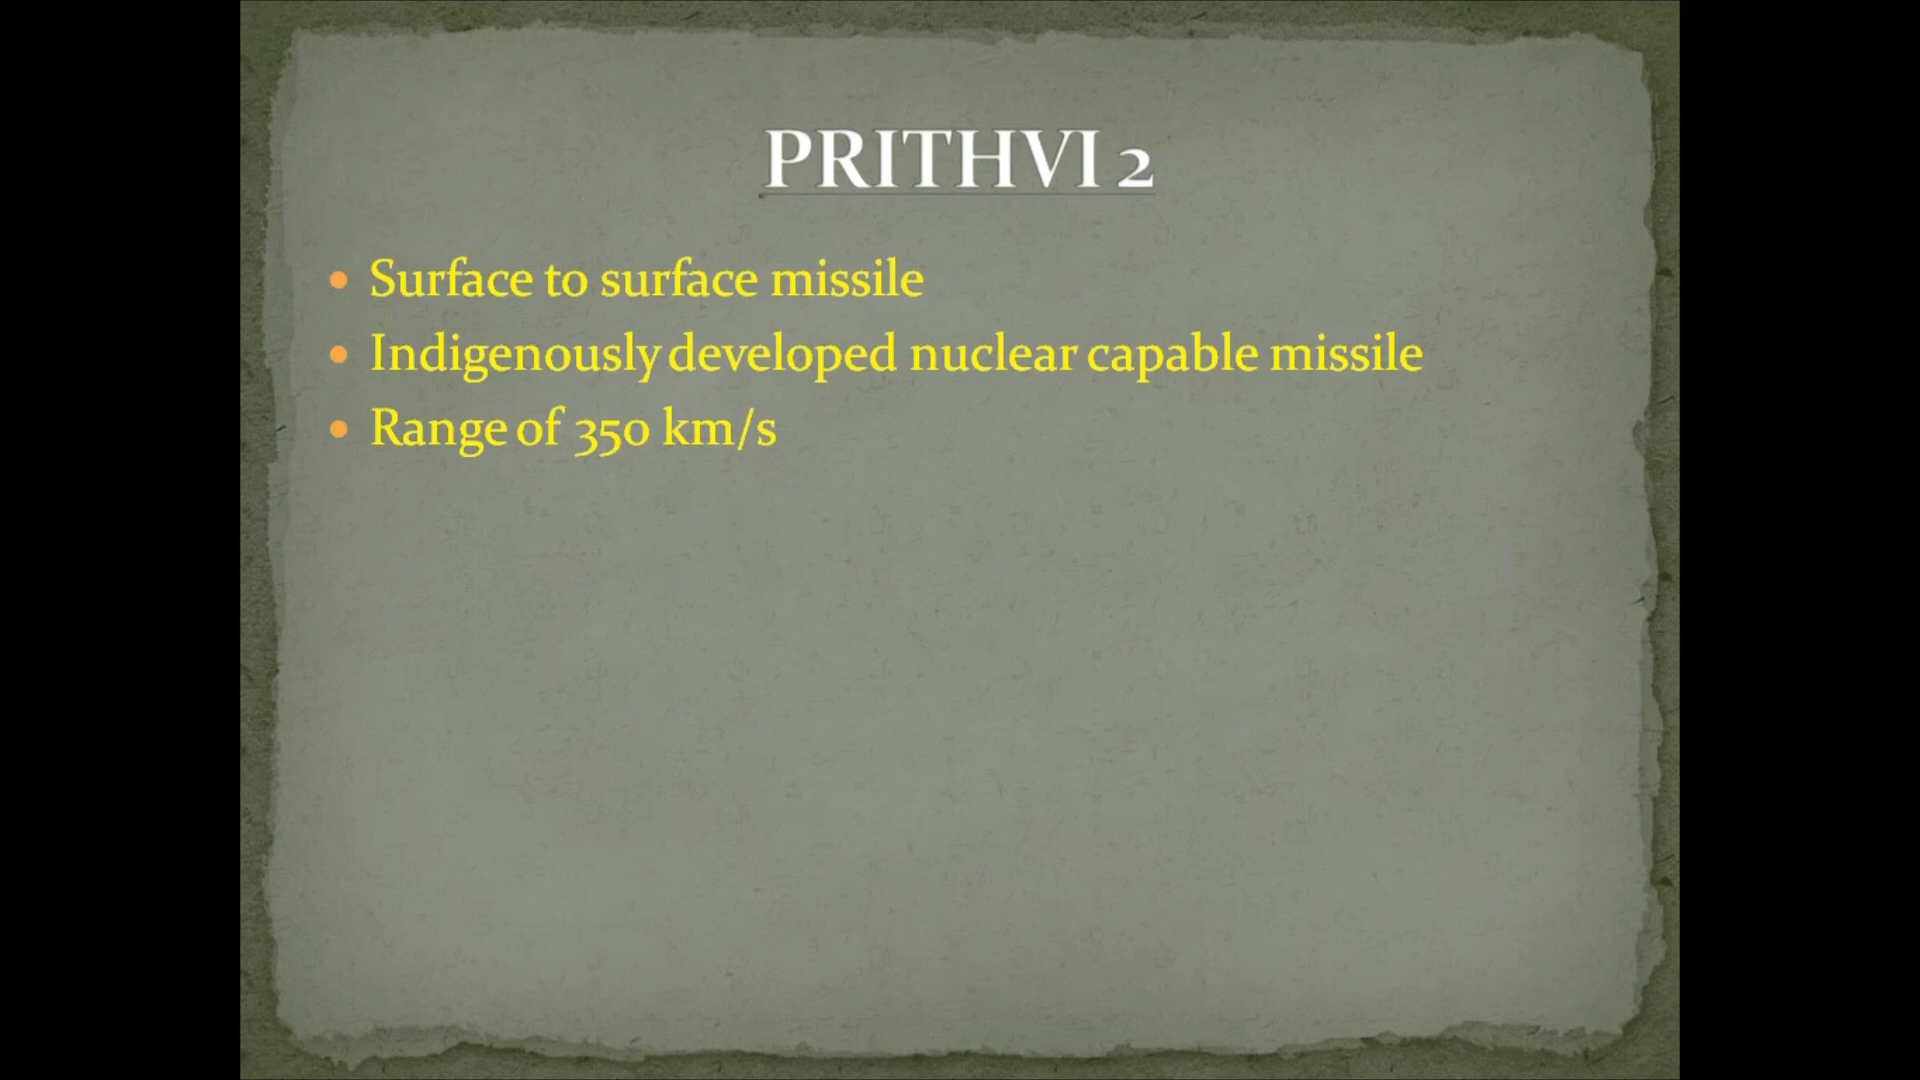 PRITHVI 2
• Surface to surface missile
• Indigenously developed nuclear capable missile
• Range of 350 km/s